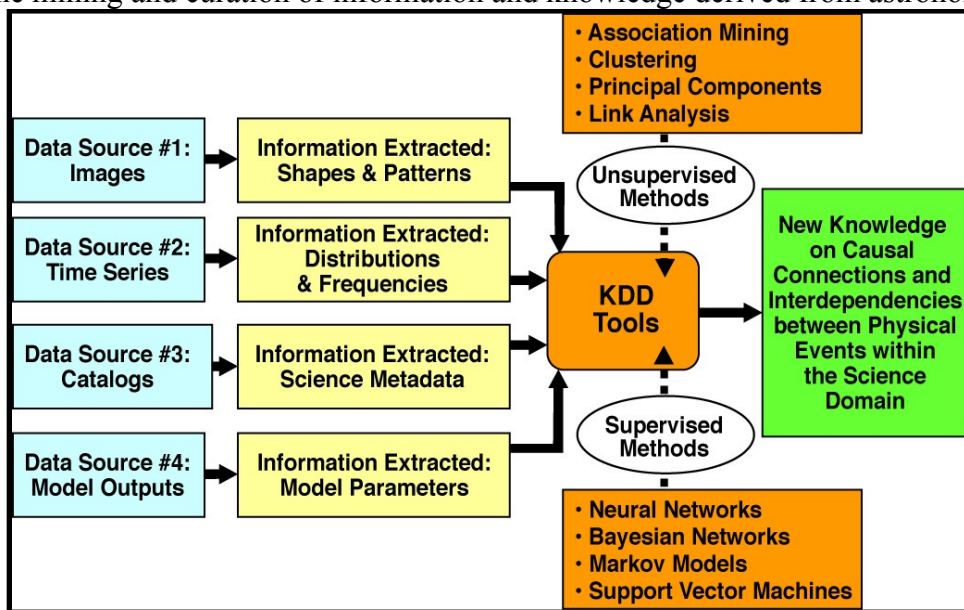 • Association Mining
• Clustering
• Principal Components
• Link Analysis
Data Source #1:
Images
Information Extracted:
Shapes & Patterns
Unsupervised
Methods
Data Source #2:
Time Series
Information Extracted:
Distributions
& Frequencies
KDD
Tools
New Knowledge
on Causal
Connections and
Interdependencies
between Physical
Events within
the Science
Domain
Data Source #3:
Catalogs
Information Extracted:
Science Metadata
Supervised
Methods
Data Source #4:
Model Outputs
Information Extracted:
Model Parameters
• Neural Networks
• Bayesian Networks
• Markov Models
• Support Vector Machines